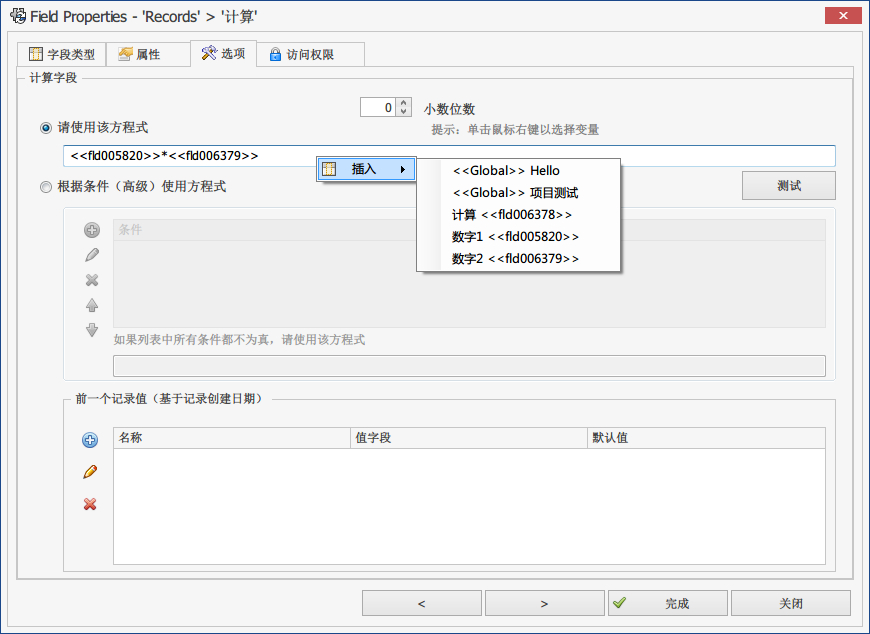 Field Properties - 'Records' > '计算'
字段类型
属性
选项
访问权限
计算字段
0
小数位数
请使用该方程式
提示：单击鼠标右键以选择变量
<<fld005820>>*<<fld006379>>
插入
<<Global>> Hello
<<Global>> 项目测试
计算 <<fld006378>>
数字1 <<fld005820>>
数字2 <<fld006379>>
根据条件（高级）使用方程式
测试
条件
如果列表中所有条件都不为真，请使用该方程式
前一个记录值（基于记录创建日期）
名称
值字段
默认值
<
>
完成
关闭